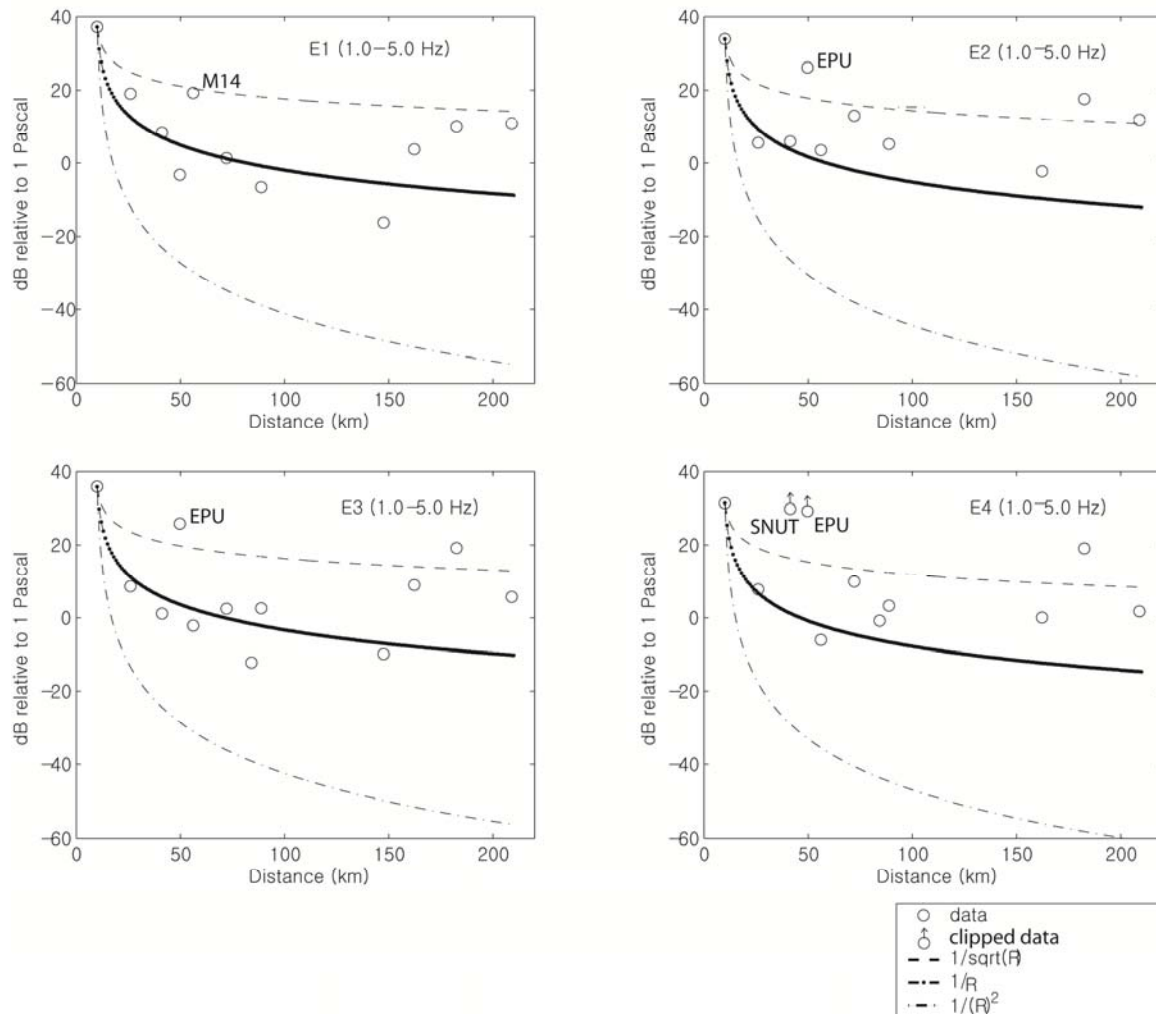 E1 (1.0–5.0 Hz)
M14
dB relative to 1 Pascal
40
20
0
−20
−40
−60
0 50 100 150 200
Distance (km)
E2 (1.0–5.0 Hz)
EPU
dB relative to 1 Pascal
40
20
0
−20
−40
−60
0 50 100 150 200
Distance (km)
E3 (1.0–5.0 Hz)
EPU
dB relative to 1 Pascal
40
20
0
−20
−40
−60
0 50 100 150 200
Distance (km)
E4 (1.0–5.0 Hz)
SNUT EPU
dB relative to 1 Pascal
40
20
0
−20
−40
−60
0 50 100 150 200
Distance (km)
data
clipped data
1/sqrt(R)
1/R
1/(R)²